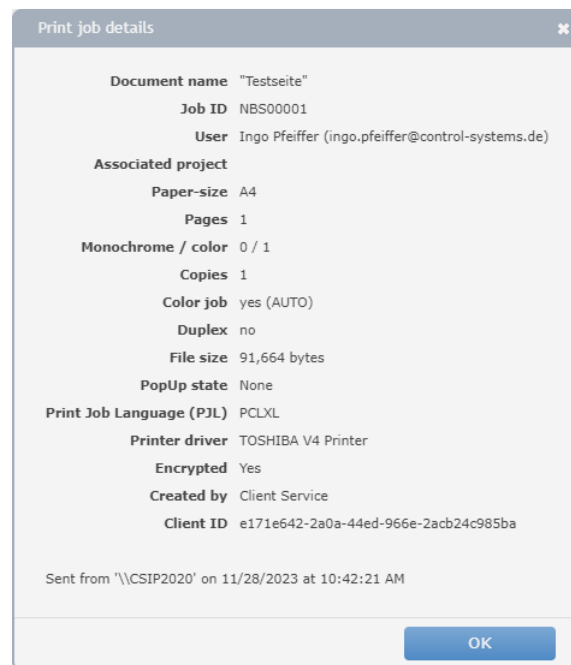 Print job details
Document name "Testseite"
Job ID NBS00001
User Ingo Pfeiffer (ingo.pfeiffer@control-systems.de)
Associated project
Paper-size A4
Pages 1
Monochrome / color 0 / 1
Copies 1
Color job yes (AUTO)
Duplex no
File size 91,664 bytes
PopUp state None
Print Job Language (PJL) PCLXL
Printer driver TOSHIBA V4 Printer
Encrypted Yes
Created by Client Service
Client ID e171e642-2a0a-44ed-966e-2acb24c985ba
Sent from '\\CSIP2020' on 11/28/2023 at 10:42:21 AM
OK